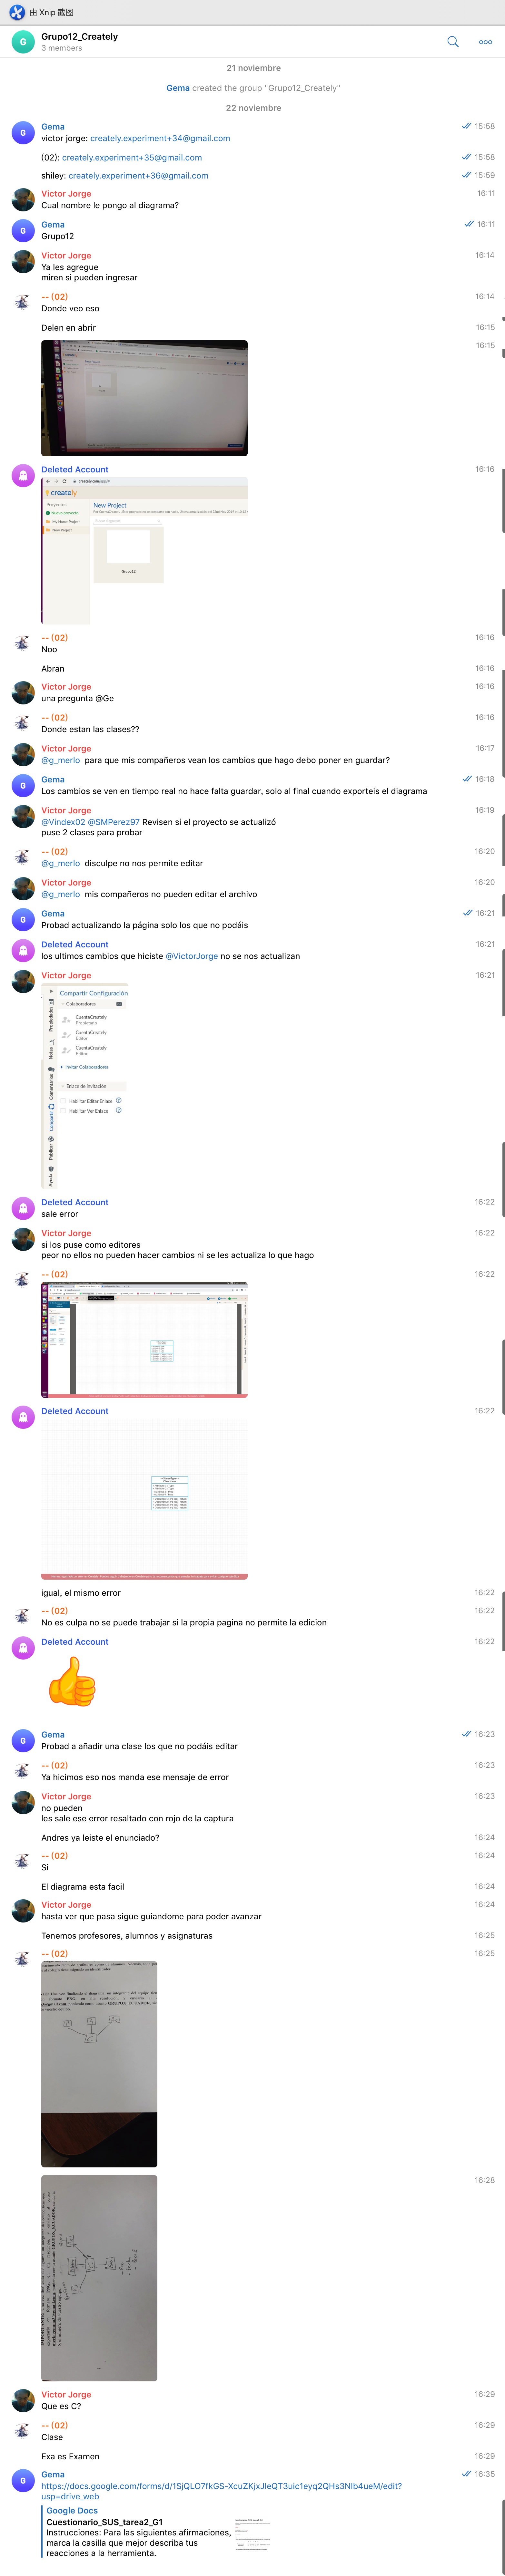 由 Xnip 截图
G
Grupo12_Creately
3 members
21 noviembre
Gema created the group "Grupo12_Creately"
22 noviembre
G
Gema
15:58
victor jorge: creately.experiment+34@gmail.com
(02): creately.experiment+35@gmail.com
15:58
shiley: creately.experiment+36@gmail.com
15:59
Victor Jorge
16:11
Cual nombre le pongo al diagrama?
G
Gema
16:11
Grupo12
Victor Jorge
16:14
Ya les agregue
miren si pueden ingresar
-- (02)
16:14
Donde veo eso
Delen en abrir
16:15
16:15
Deleted Account
16:16
creately
New Project
Proyectos
Nuevo proyecto
My Home Project
New Project
Grupo12
-- (02)
16:16
Noo
Abran
16:16
Victor Jorge
16:16
una pregunta @Ge
-- (02)
16:16
Donde estan las clases??
Victor Jorge
16:17
@g_merlo para que mis compañeros vean los cambios que hago debo poner en guardar?
G
Gema
16:18
Los cambios se ven en tiempo real no hace falta guardar, solo al final cuando exporteis el diagrama
Victor Jorge
16:19
@Vindex02 @SMPerez97 Revisen si el proyecto se actualizó
puse 2 clases para probar
-- (02)
16:20
@g_merlo disculpe no nos permite editar
Victor Jorge
16:20
@g_merlo mis compañeros no pueden editar el archivo
G
Gema
16:21
Probad actualizando la página solo los que no podáis
Deleted Account
16:21
los ultimos cambios que hiciste @VictorJorge no se nos actualizan
Victor Jorge
16:21
Compartir Configuración
Colaboradores
CuentaCreately
Propietario
CuentaCreately
Editor
CuentaCreately
Editor
Invitar Colaboradores
Enlace de invitación
Habilitar Editar Enlace
Habilitar Ver Enlace
Propiedades
Notas
Comentarios
Compartir
Publicar
Ayuda
Deleted Account
16:22
sale error
Victor Jorge
16:22
si los puse como editores
peor no ellos no pueden hacer cambios ni se les actualiza lo que hago
-- (02)
16:22
Deleted Account
16:22
igual, el mismo error
16:22
-- (02)
16:22
No es culpa no se puede trabajar si la propia pagina no permite la edicion
Deleted Account
16:22
G
Gema
16:23
Probad a añadir una clase los que no podáis editar
-- (02)
16:23
Ya hicimos eso nos manda ese mensaje de error
Victor Jorge
16:23
no pueden
les sale ese error resaltado con rojo de la captura
Andres ya leiste el enunciado?
16:24
-- (02)
16:24
Si
El diagrama esta facil
16:24
Victor Jorge
16:24
hasta ver que pasa sigue guiandome para poder avanzar
Tenemos profesores, alumnos y asignaturas
16:25
-- (02)
16:25
16:28
Victor Jorge
16:29
Que es C?
-- (02)
16:29
Clase
Exa es Examen
16:29
G
Gema
16:35
https://docs.google.com/forms/d/1SjQLO7fkGS-XcuZKjxJleQT3uic1eyq2QHs3NIb4ueM/edit?
usp=drive_web
Google Docs
Cuestionario_SUS_tarea2_G1
Instrucciones: Para las siguientes afirmaciones,
marca la casilla que mejor describa tus
reacciones a la herramienta.